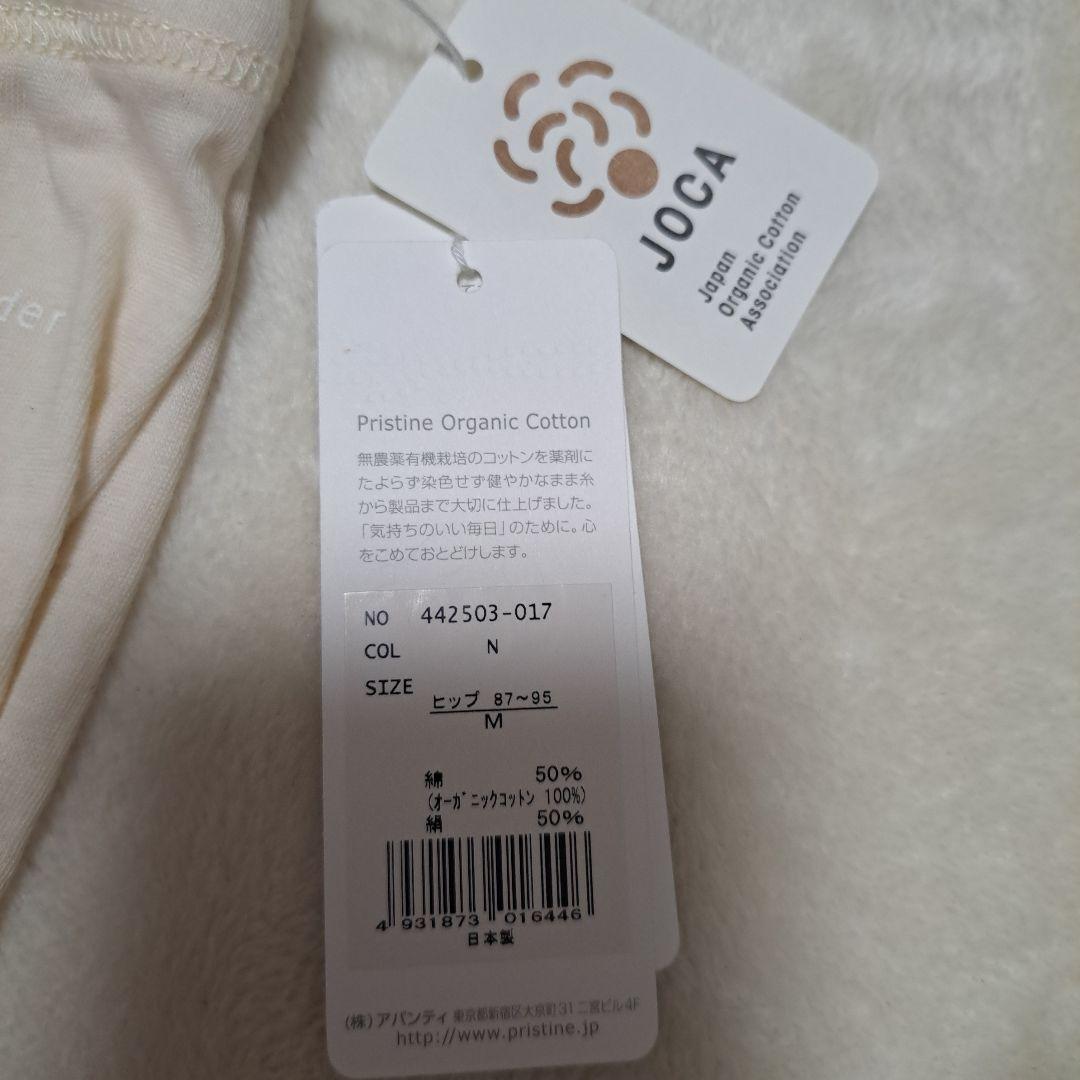 der
JOCA
Japan
Organic Cotton
Association
Pristine Organic Cotton
無農薬有機栽培のコットンを薬剤に
たよらず染色せず健やかなまま糸
から製品まで大切に仕上げました。
「気持ちのいい毎日」のために。心
をこめておとどけします。
NO 442503-017
COL N
SIZE
ヒップ 87〜95
M
綿 50%
(オーガニックコットン 100%)
絹 50%
4 931873 016446
日本製
(株)アバンティ 東京都新宿区大京町31 二宮ビル4F
http://www.pristine.jp